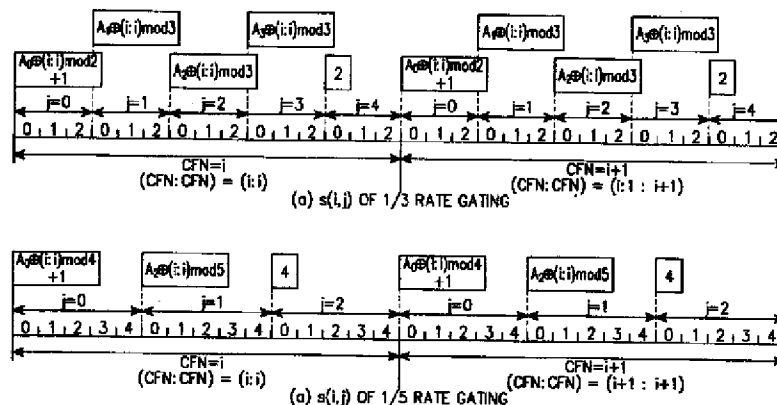 A₁⊕(i:i)mod3 A₃⊕(i:i)mod3 A₁⊕(i:i)mod3 A₃⊕(i:i)mod3
A₀⊕(i:i)mod2 +1 A₂⊕(i:i)mod3 2 A₀⊕(i:i)mod2 +1 A₂⊕(i:i)mod3 2
j=0 j=1 j=2 j=3 j=4 j=0 j=1 j=2 j=3 j=4
0 1 2 0 1 2 0 1 2 0 1 2 0 1 2 0 1 2 0 1 2 0 1 2 0 1 2 0 1 2
CFN=i CFN=i+1
(CFN: CFN) = (i:i) (CFN: CFN) = (i:1 : i+1)
(a) s(i,j) OF 1/3 RATE GATING
A₀⊕(i:i)mod4 +1 A₂⊕(i:i)mod5 4 A₀⊕(i:i)mod4 +1 A₂⊕(i:i)mod5 4
j=0 j=1 j=2 j=0 j=1 j=2
0 1 2 3 4 0 1 2 3 4 0 1 2 3 4 0 1 2 3 4 0 1 2 3 4 0 1 2 3 4
CFN=i CFN=i+1
(CFN: CFN) = (i:i) (CFN: CFN) = (i+1 : i+1)
(a) s(i,j) OF 1/5 RATE GATING